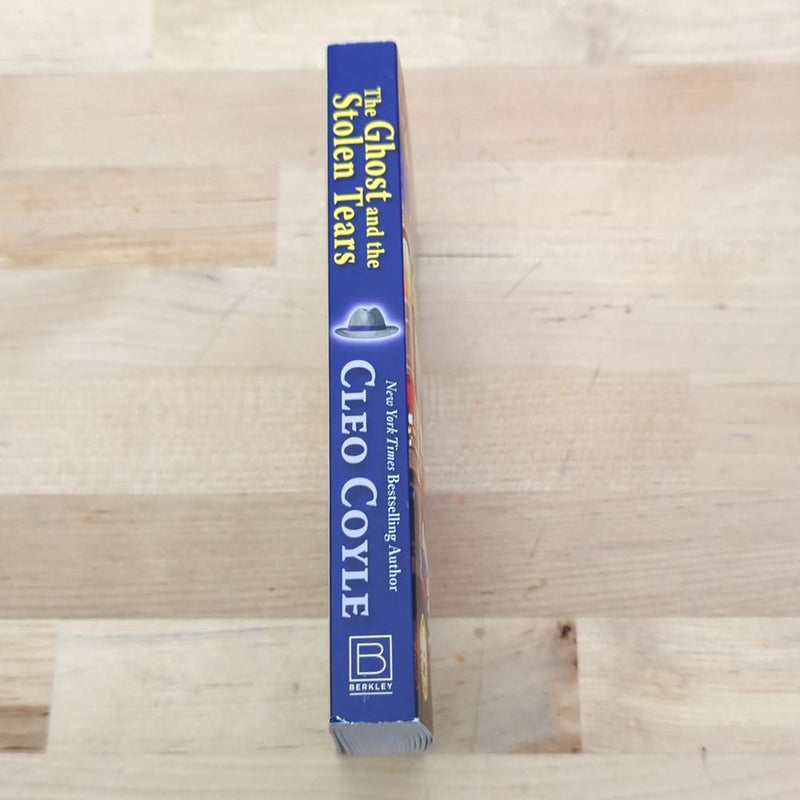 The Ghost and the
Stolen Tears
New York Times Bestselling Author
CLEO COYLE
B
BERKLEY